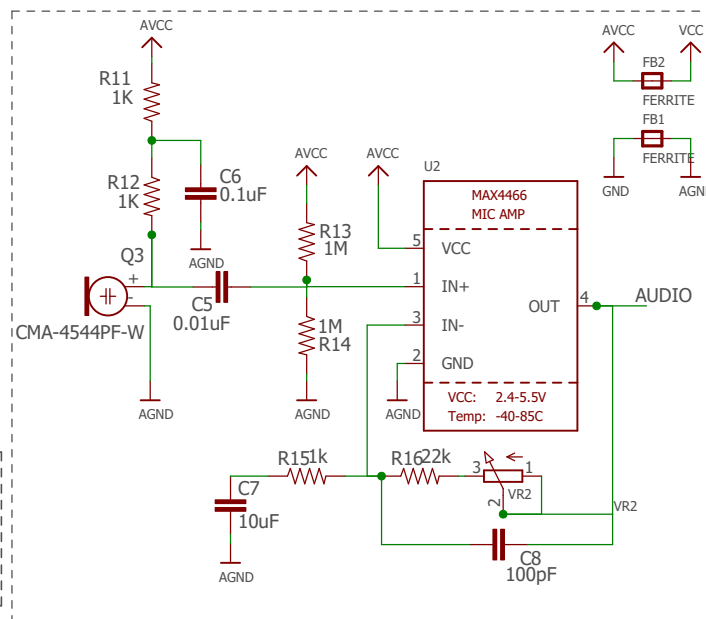 AVCC
R11
1K
R12
1K
C6
0.1uF
AGND
Q3
+
-
CMA-4544PF-W
AGND
C5
0.01uF
AVCC
R13
1M
1M
R14
AGND
AVCC
U2
MAX4466
MIC AMP
5
VCC
1
IN+
3
IN-
2
GND
OUT
4
AUDIO
AGND
VCC: 2.4-5.5V
Temp: -40-85C
AVCC
VCC
FB2
FERRITE
FB1
FERRITE
GND
AGND
R15
1k
C7
10uF
AGND
R16
22k
3
1
2
VR2
VR2
C8
100pF